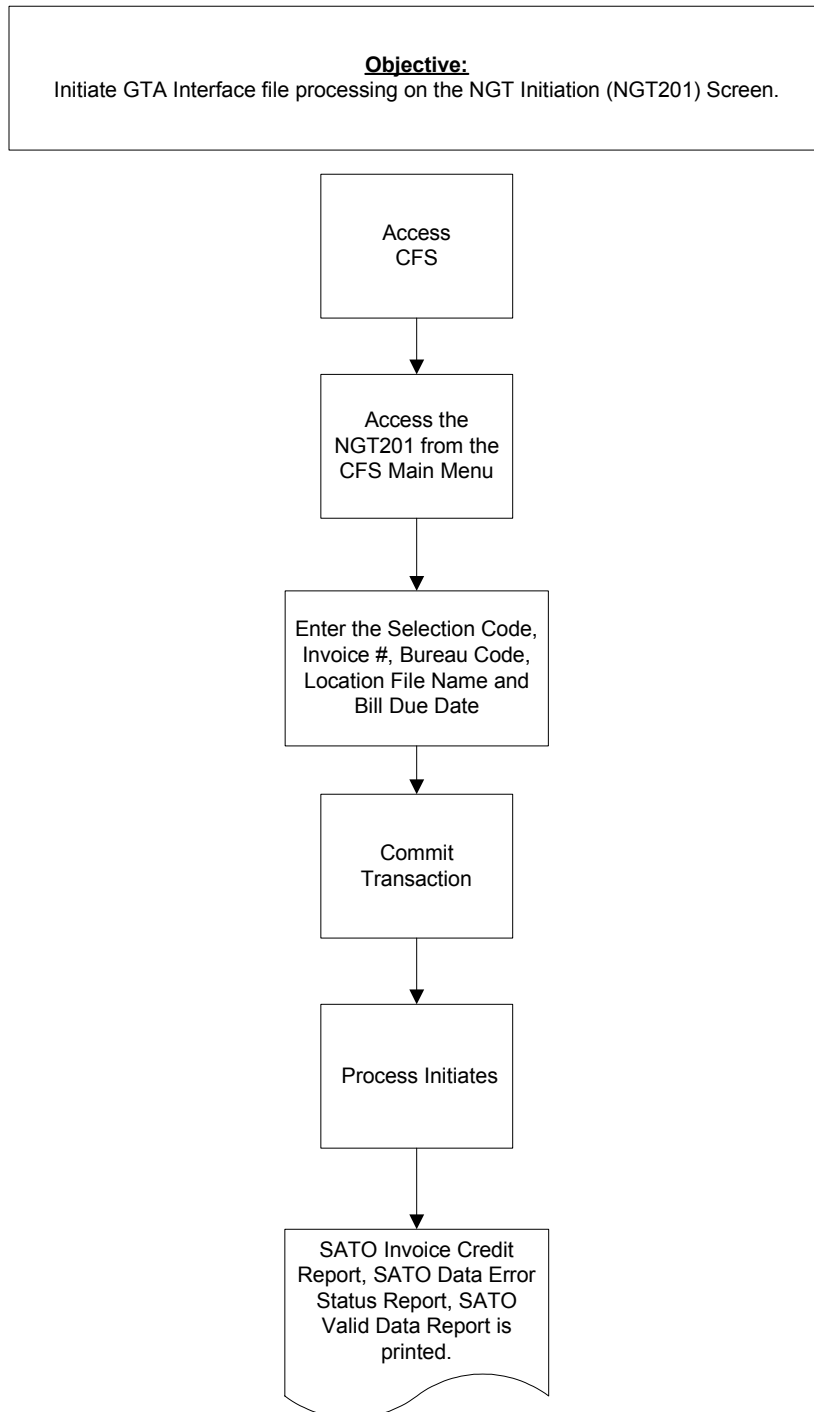 Objective:
Initiate GTA Interface file processing on the NGT Initiation (NGT201) Screen.
Access
CFS
Access the
NGT201 from the
CFS Main Menu
Enter the Selection Code,
Invoice #, Bureau Code,
Location File Name and
Bill Due Date
Commit
Transaction
Process Initiates
SATO Invoice Credit
Report, SATO Data Error
Status Report, SATO
Valid Data Report is
printed.